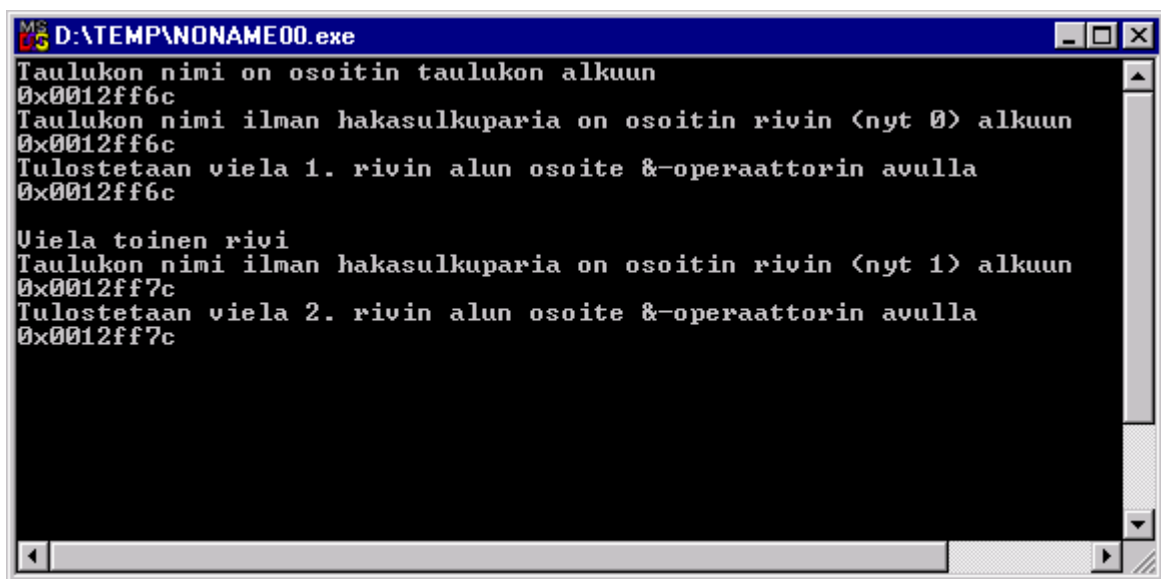 D:\TEMP\NONAME00.exe
Taulukon nimi on osoitin taulukon alkuun
0x0012ff6c
Taulukon nimi ilman hakasulkuparia on osoitin rivin (nyt 0) alkuun
0x0012ff6c
Tulostetaan viela 1. rivin alun osoite &-operaattorin avulla
0x0012ff6c
Viela toinen rivi
Taulukon nimi ilman hakasulkuparia on osoitin rivin (nyt 1) alkuun
0x0012ff7c
Tulostetaan viela 2. rivin alun osoite &-operaattorin avulla
0x0012ff7c